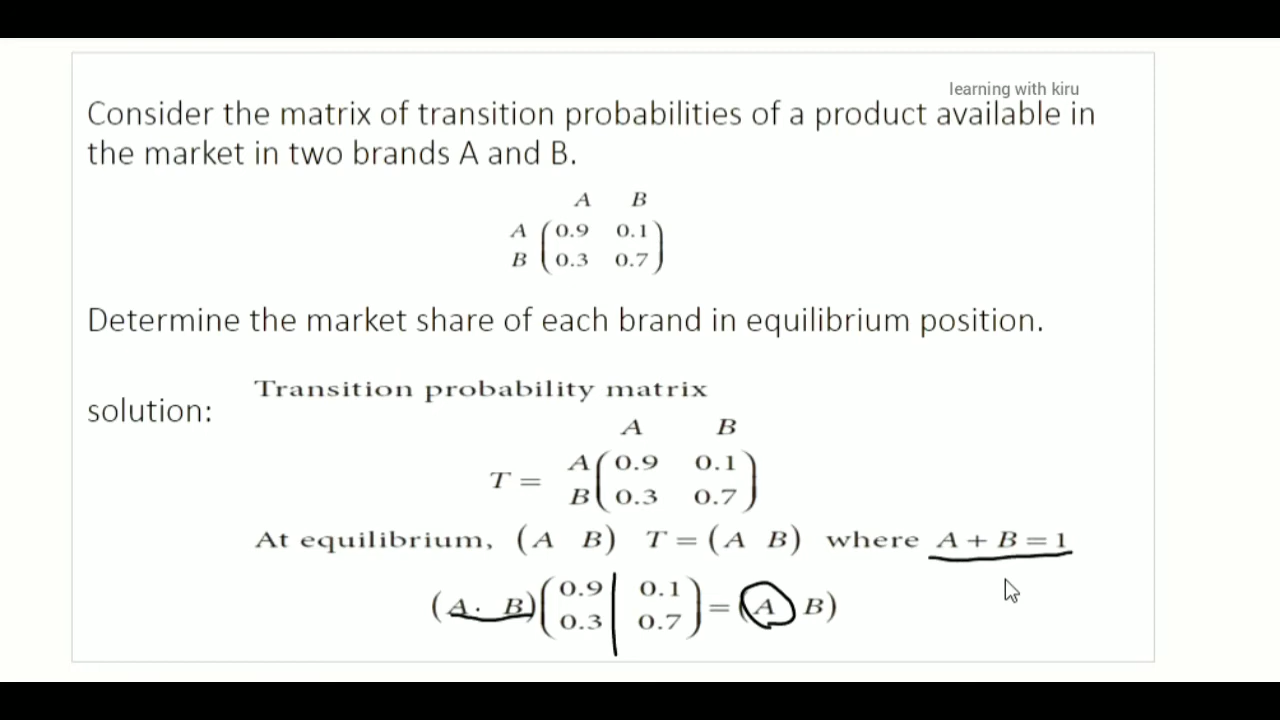 learning with kiru
Consider the matrix of transition probabilities of a product available in
the market in two brands A and B.
A B
A (0.9 0.1)
B (0.3 0.7)
Determine the market share of each brand in equilibrium position.
solution:
Transition probability matrix
A B
T = A (0.9 0.1)
B (0.3 0.7)
At equilibrium, (A B) T = (A B) where A + B = 1
(A B) (0.9 0.1) = (A B)
(0.3 0.7)